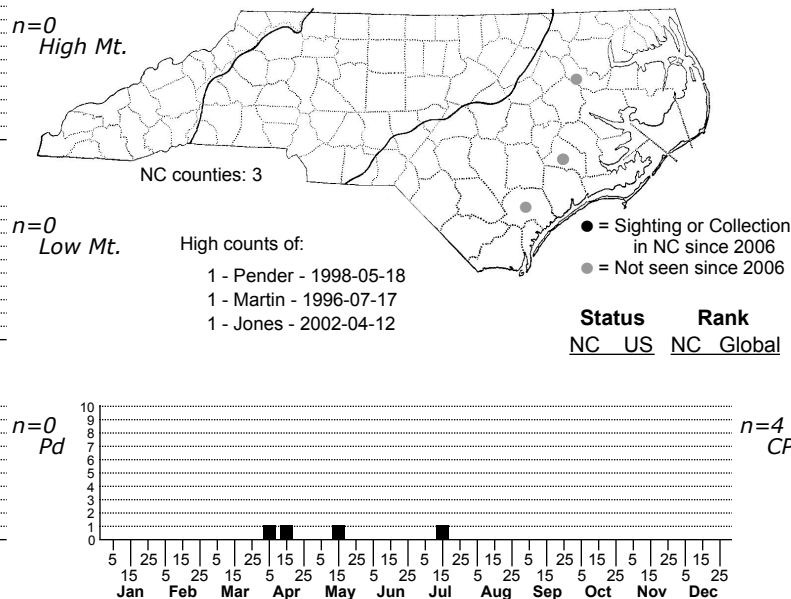 n=0
High Mt.
NC counties: 3
n=0
Low Mt.
High counts of:
1 - Pender - 1998-05-18
1 - Martin - 1996-07-17
1 - Jones - 2002-04-12
= Sighting or Collection
in NC since 2006
= Not seen since 2006
Status Rank
NC US NC Global
n=0
Pd
n=4
CP
10
9
8
7
6
5
4
3
2
1
0
5 25 15 5 25 15 5 25 15 5 25 15 5 25 15 5 25 15
15 5 25 15 5 25 15 5 25 15 5 25 15 5 25 15 5 25
Jan Feb Mar Apr May Jun Jul Aug Sep Oct Nov Dec